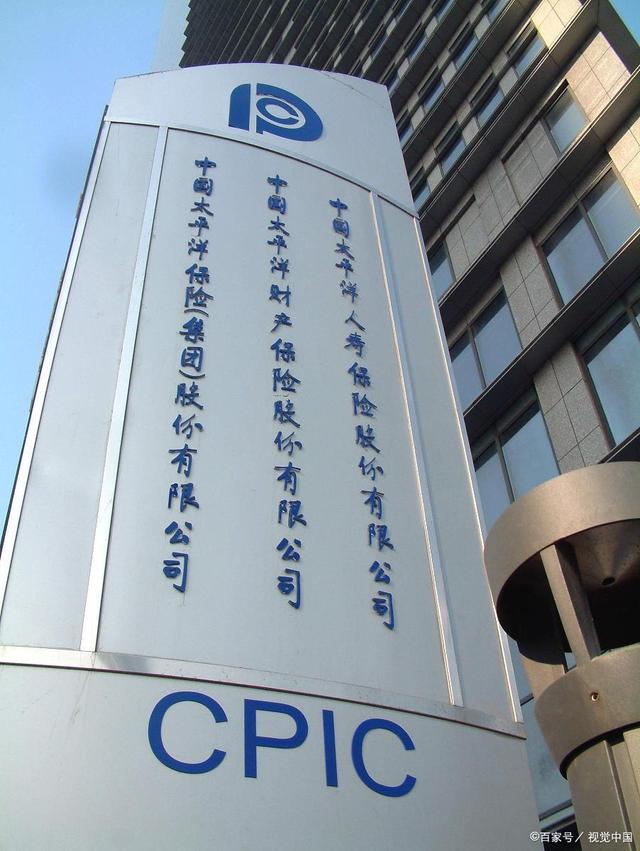 中国太平洋保险(集团)股份有限公司
中国太平洋财产保险股份有限公司
中国太平洋人寿保险股份有限公司
CPIC
©百家号／视觉中国